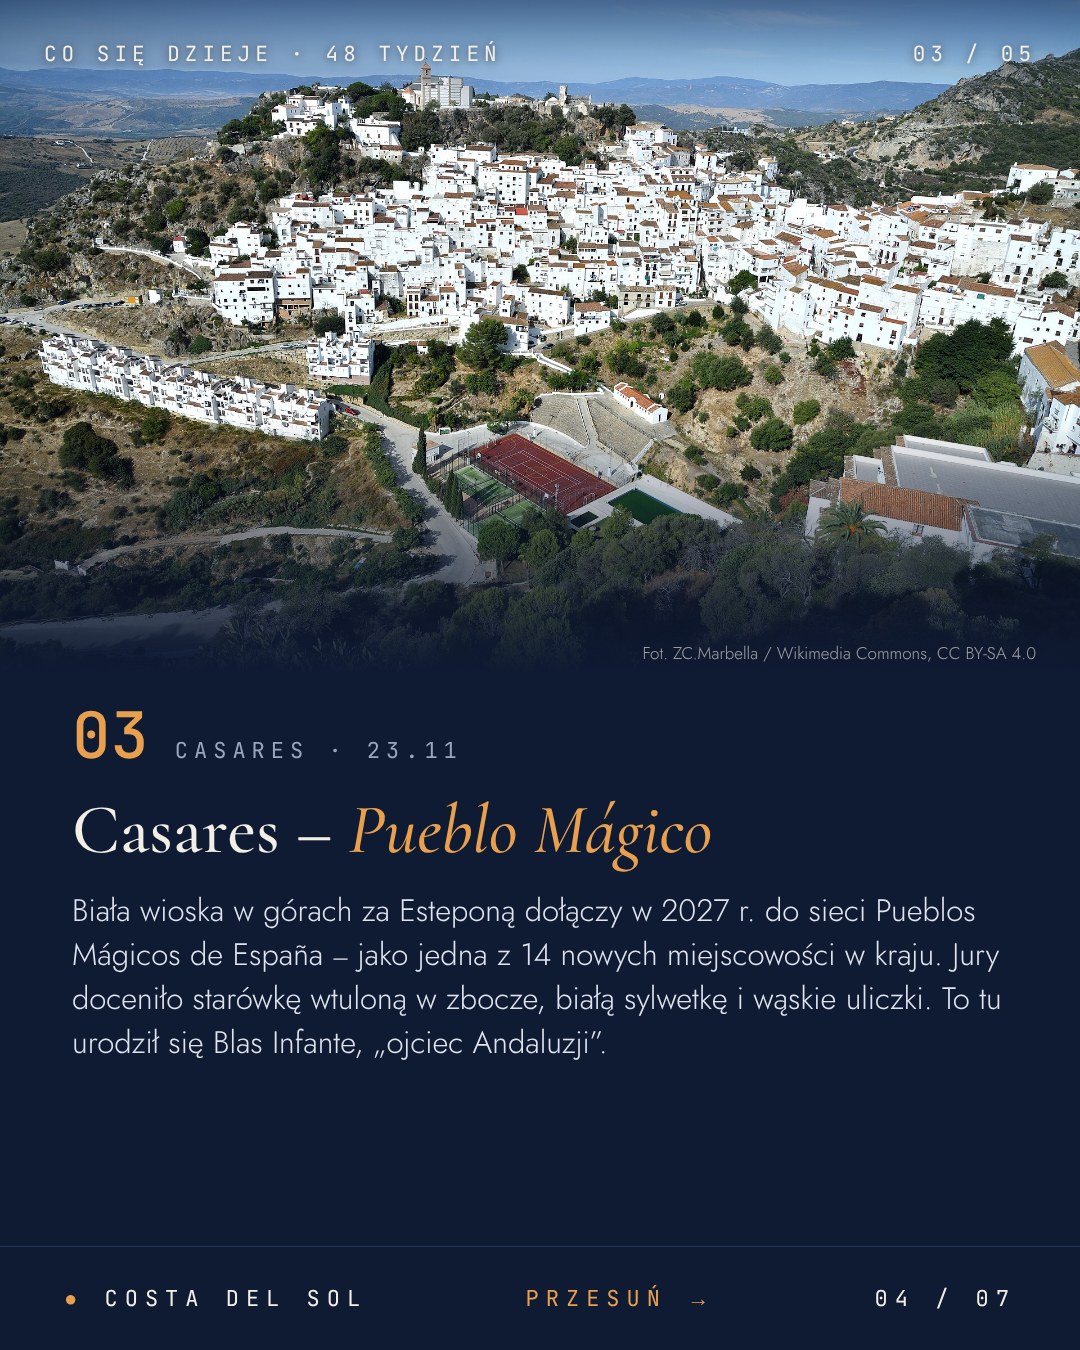 CO SIĘ DZIEJE · 48 TYDZIEŃ
03 / 05
Fot. ZC.Marbella / Wikimedia Commons, CC BY-SA 4.0
03 CASARES · 23.11
Casares – Pueblo Mágico
Biała wioska w górach za Esteponą dołączy w 2027 r. do sieci Pueblos
Mágicos de España – jako jedna z 14 nowych miejscowości w kraju. Jury
doceniło starówkę wtuloną w zbocze, białą sylwetkę i wąskie uliczki. To tu
urodził się Blas Infante, „ojciec Andaluzji”.
• COSTA DEL SOL
PRZESUŃ →
04 / 07